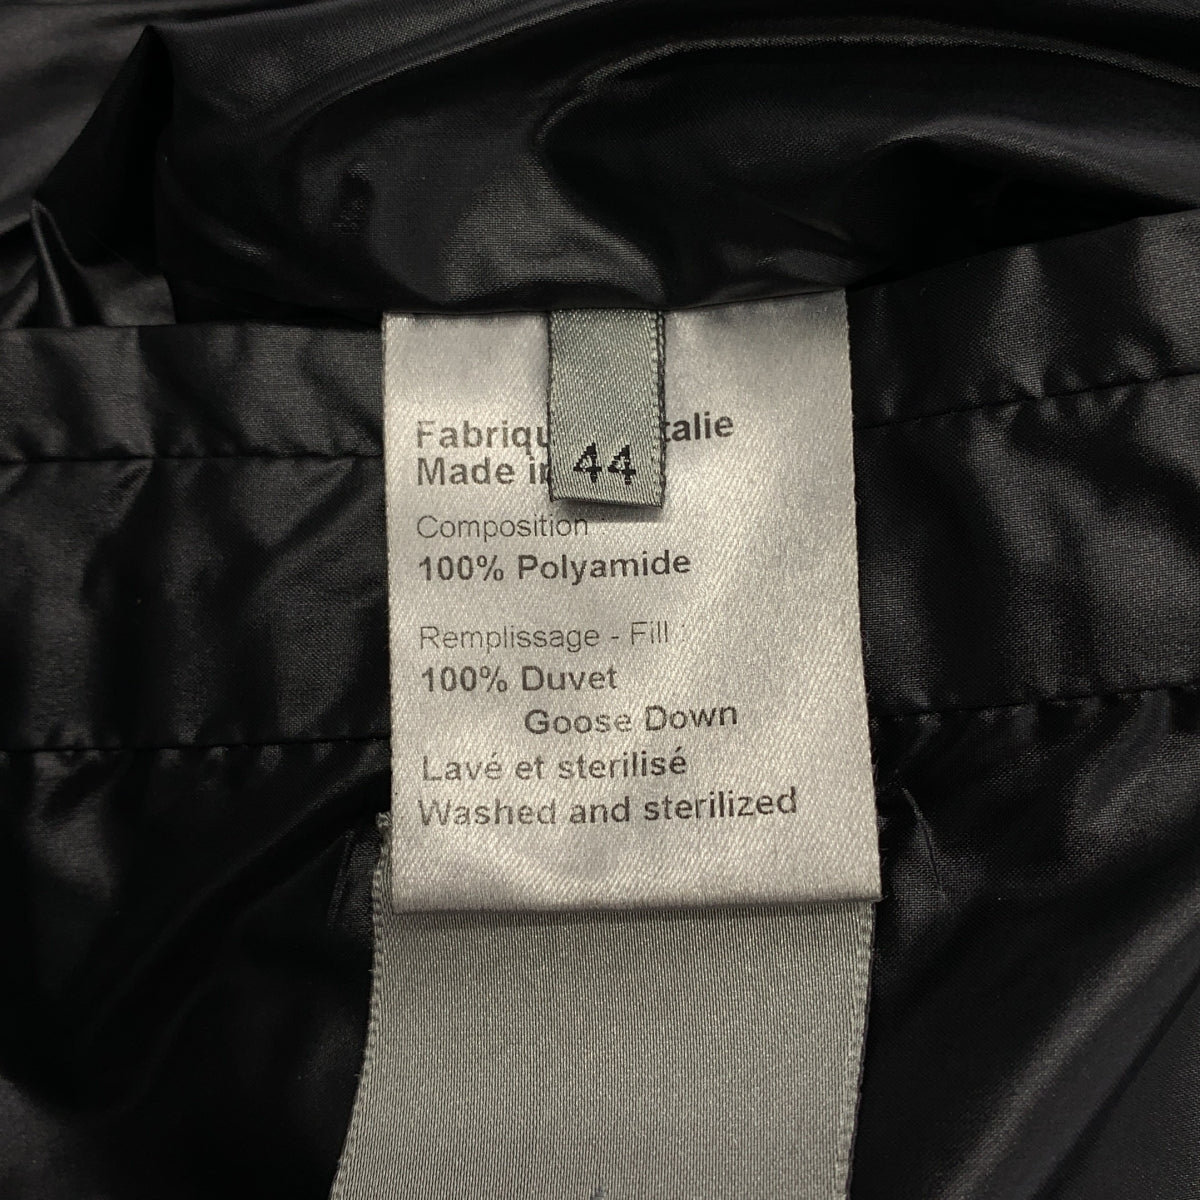 Fabriqu talie
Made in
44
Composition :
100% Polyamide
Remplissage - Fill :
100% Duvet
Goose Down
Lavé et sterilisé
Washed and sterilized